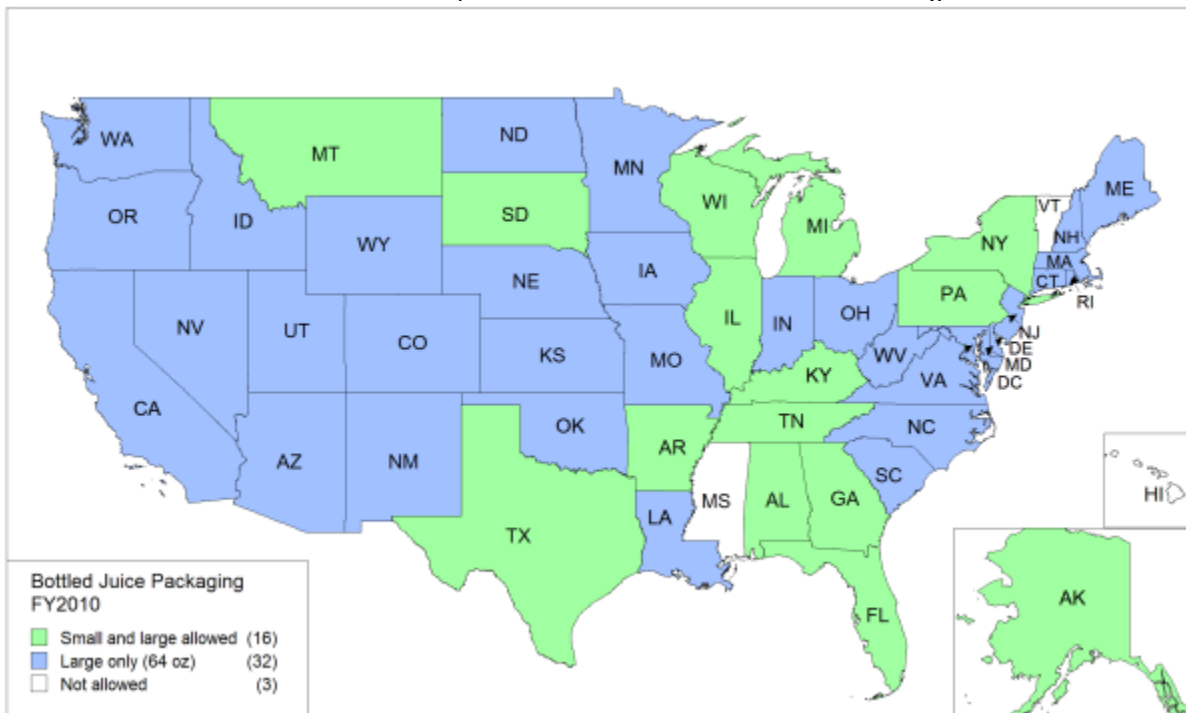 WA
MT
ND
MN
ME
VT
OR
ID
SD
WI
MI
NY
NH
WY
MA
CT
RI
IA
NE
PA
NV
UT
CO
IL
IN
OH
NJ
DE
MD
DC
KS
MO
WV
VA
KY
CA
OK
TN
NC
AZ
NM
AR
SC
MS
AL
GA
HI
LA
TX
FL
AK
Bottled Juice Packaging
FY2010
Small and large allowed (16)
Large only (64 oz) (32)
Not allowed (3)